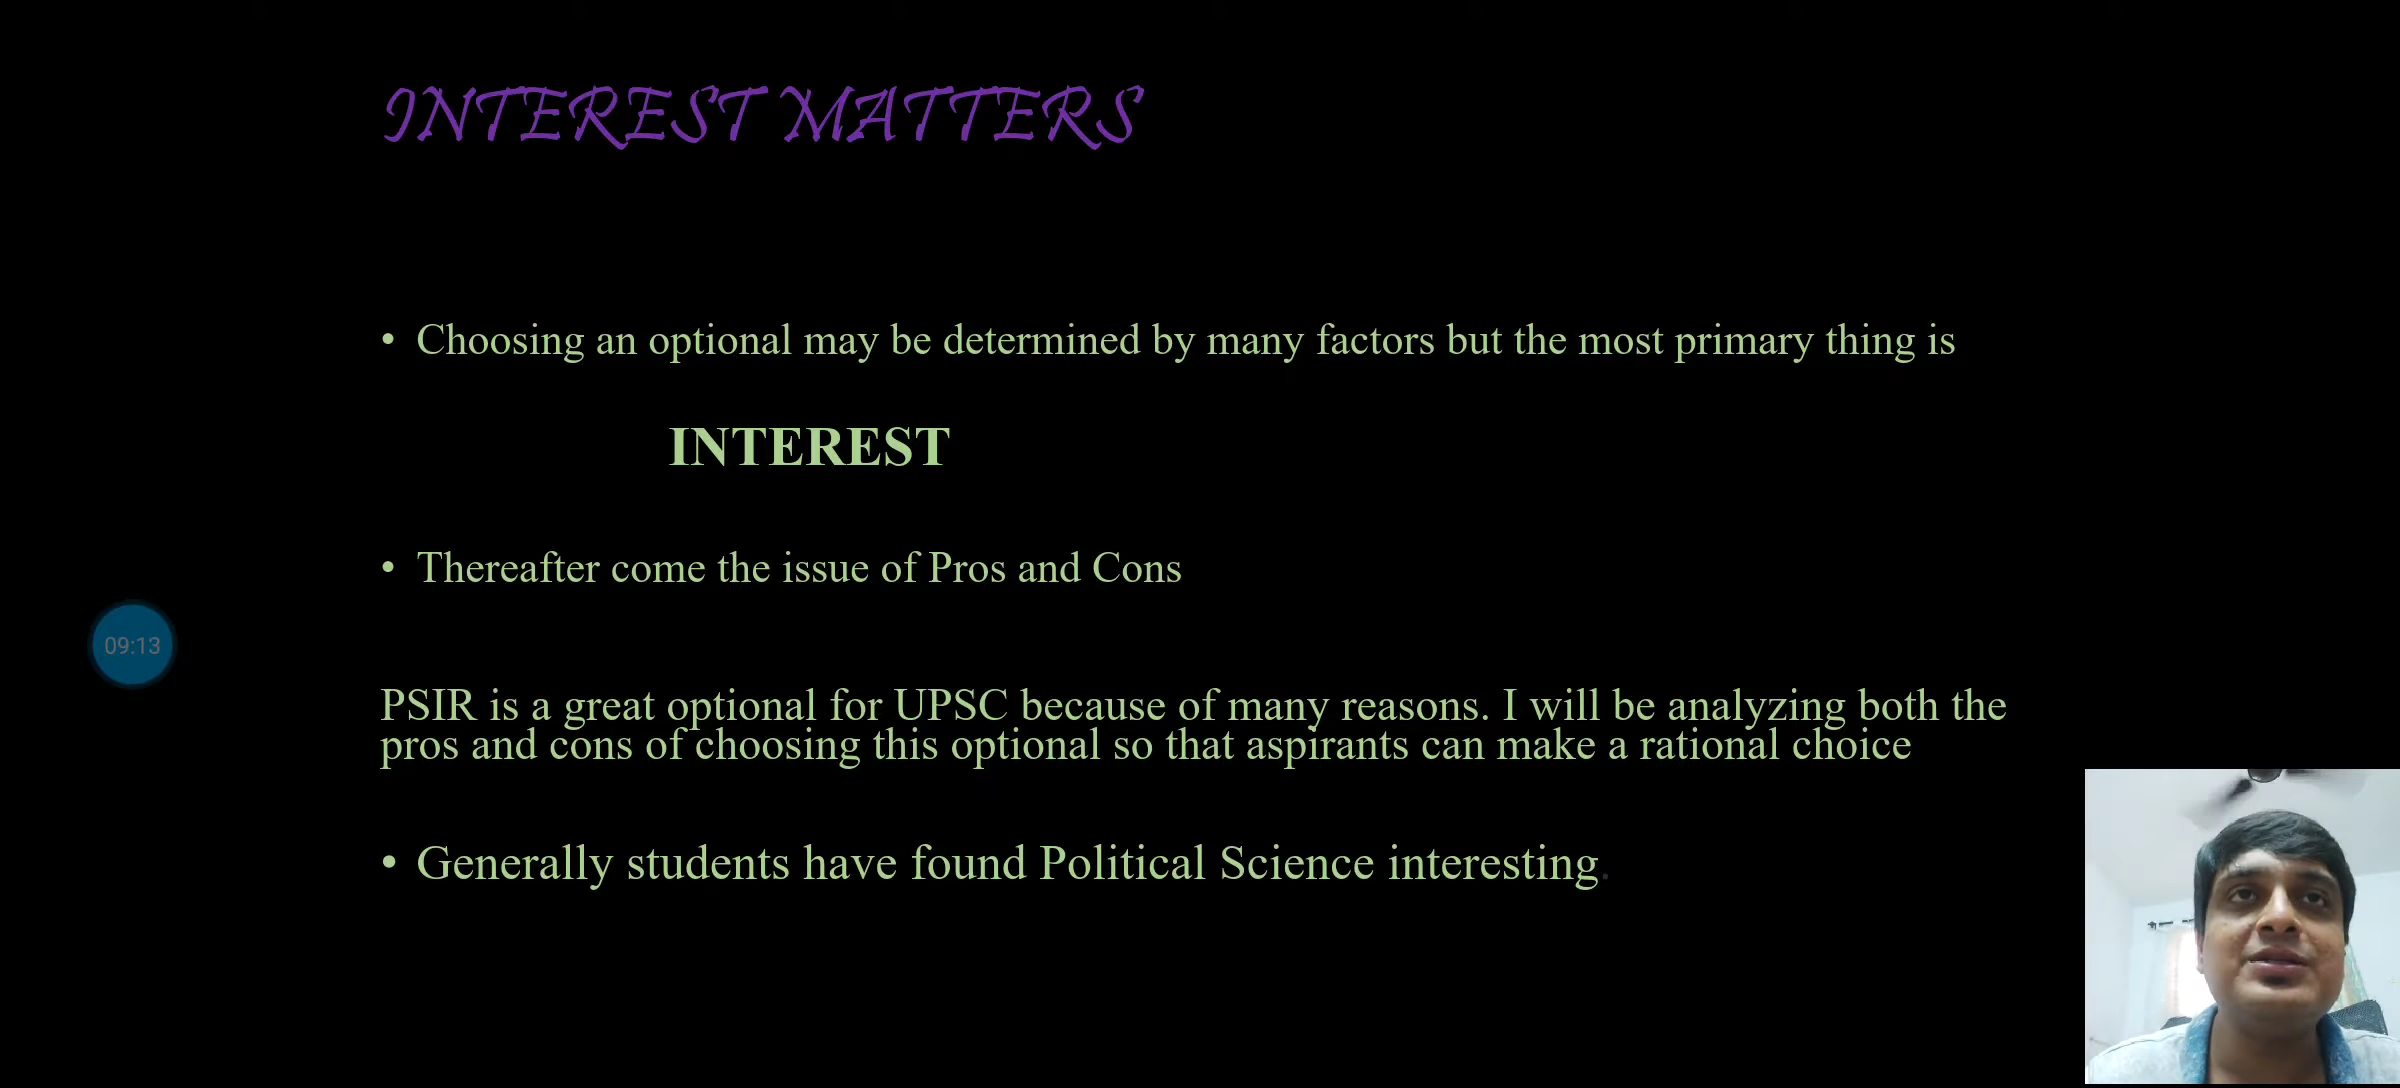 INTEREST MATTERS
• Choosing an optional may be determined by many factors but the most primary thing is
INTEREST
• Thereafter come the issue of Pros and Cons
09:13
PSIR is a great optional for UPSC because of many reasons. I will be analyzing both the
pros and cons of choosing this optional so that aspirants can make a rational choice
• Generally students have found Political Science interesting.